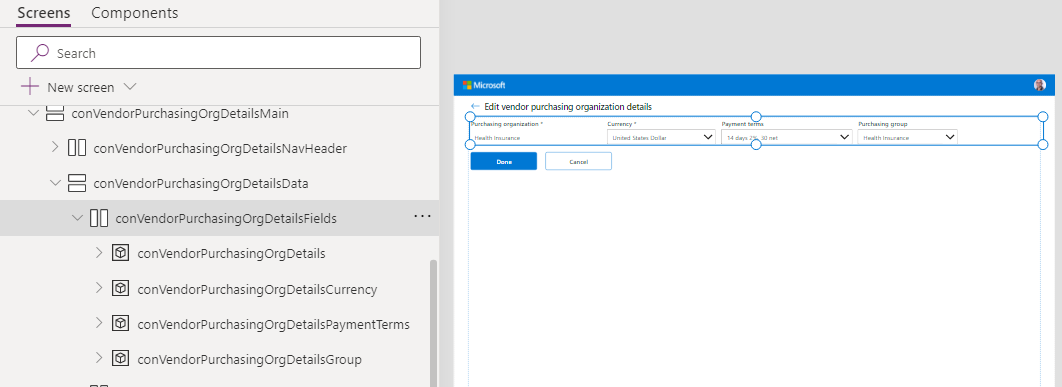 Screens Components
Search
New screen
conVendorPurchasingOrgDetailsMain
conVendorPurchasingOrgDetailsNavHeader
conVendorPurchasingOrgDetailsData
conVendorPurchasingOrgDetailsFields
conVendorPurchasingOrgDetails
conVendorPurchasingOrgDetailsCurrency
conVendorPurchasingOrgDetailsPaymentTerms
conVendorPurchasingOrgDetailsGroup
Microsoft
Edit vendor purchasing organization details
Purchasing organization * Currency * Payment terms Purchasing group
Health Insurance United States Dollar 14 days 2%, 30 net Health Insurance
Done Cancel